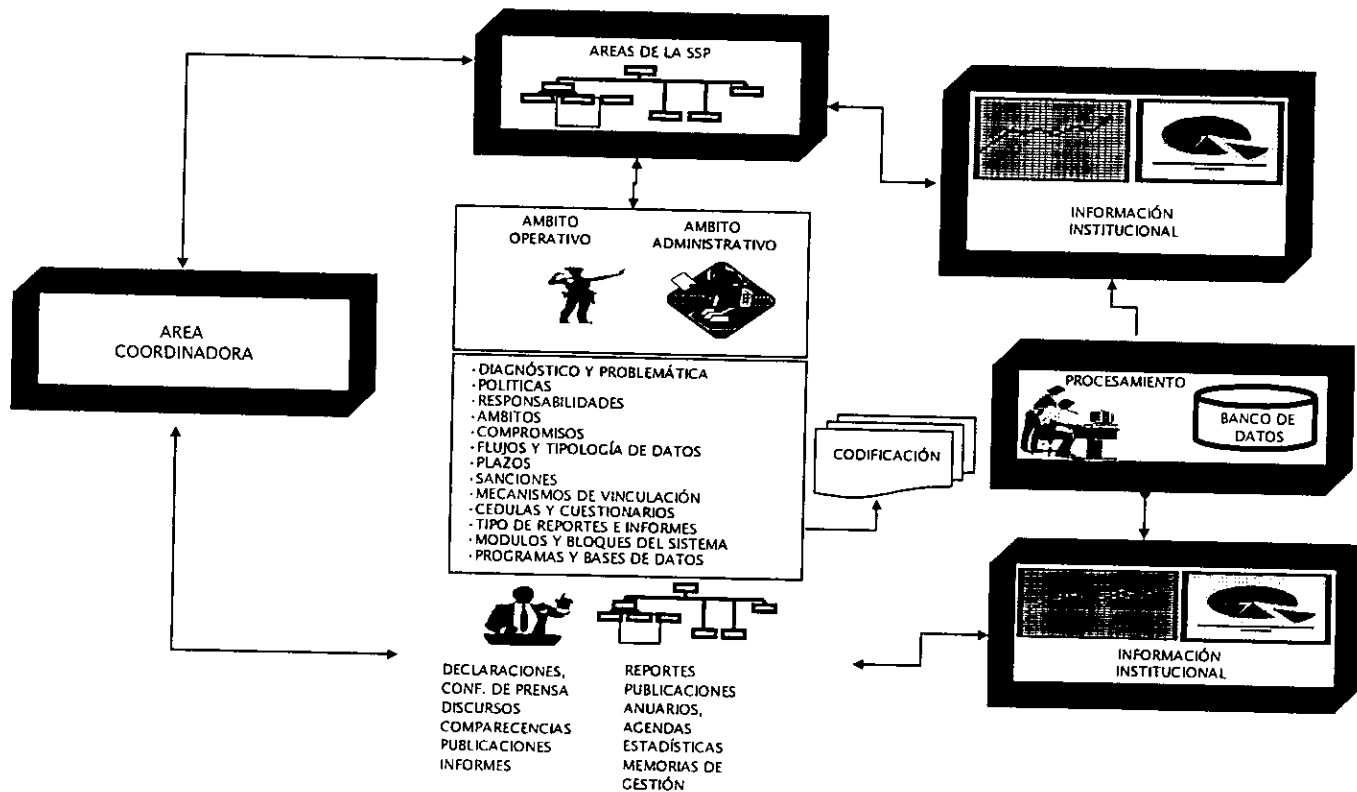 AREAS DE LA SSP
INFORMACIÓN
INSTITUCIONAL
AMBITO
OPERATIVO
AMBITO
ADMINISTRATIVO
AREA
COORDINADORA
· DIAGNÓSTICO Y PROBLEMÁTICA
· POLITICAS
· RESPONSABILIDADES
· AMBITOS
· COMPROMISOS
· FLUJOS Y TIPOLOGÍA DE DATOS
· PLAZOS
· SANCIONES
· MECANISMOS DE VINCULACIÓN
· CEDULAS Y CUESTIONARIOS
· TIPO DE REPORTES E INFORMES
· MODULOS Y BLOQUES DEL SISTEMA
· PROGRAMAS Y BASES DE DATOS
CODIFICACIÓN
PROCESAMIENTO
BANCO DE
DATOS
INFORMACIÓN
INSTITUCIONAL
DECLARACIONES,
CONF. DE PRENSA
DISCURSOS
COMPARECENCIAS
PUBLICACIONES
INFORMES
REPORTES
PUBLICACIONES
ANUARIOS,
AGENDAS
ESTADÍSTICAS
MEMORIAS DE
GESTIÓN